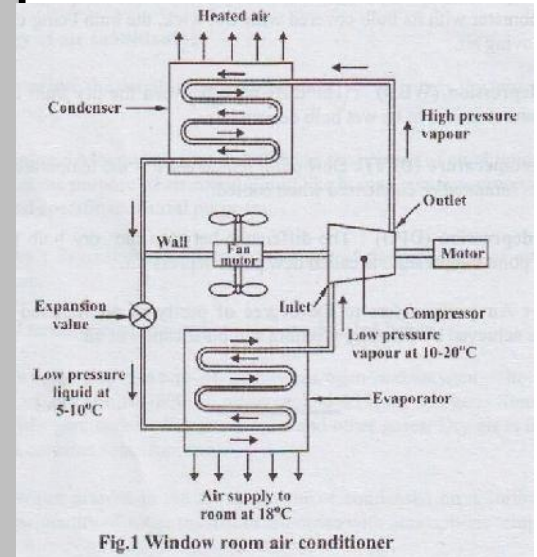 Heated air
Condenser
High pressure
vapour
Outlet
Wall
Fan
motor
Motor
Inlet
Expansion
value
Compressor
Low pressure
vapour at 10-20°C
Low pressure
liquid at
5-10°C
Evaporator
Air supply to
room at 18°C
Fig.1 Window room air conditioner